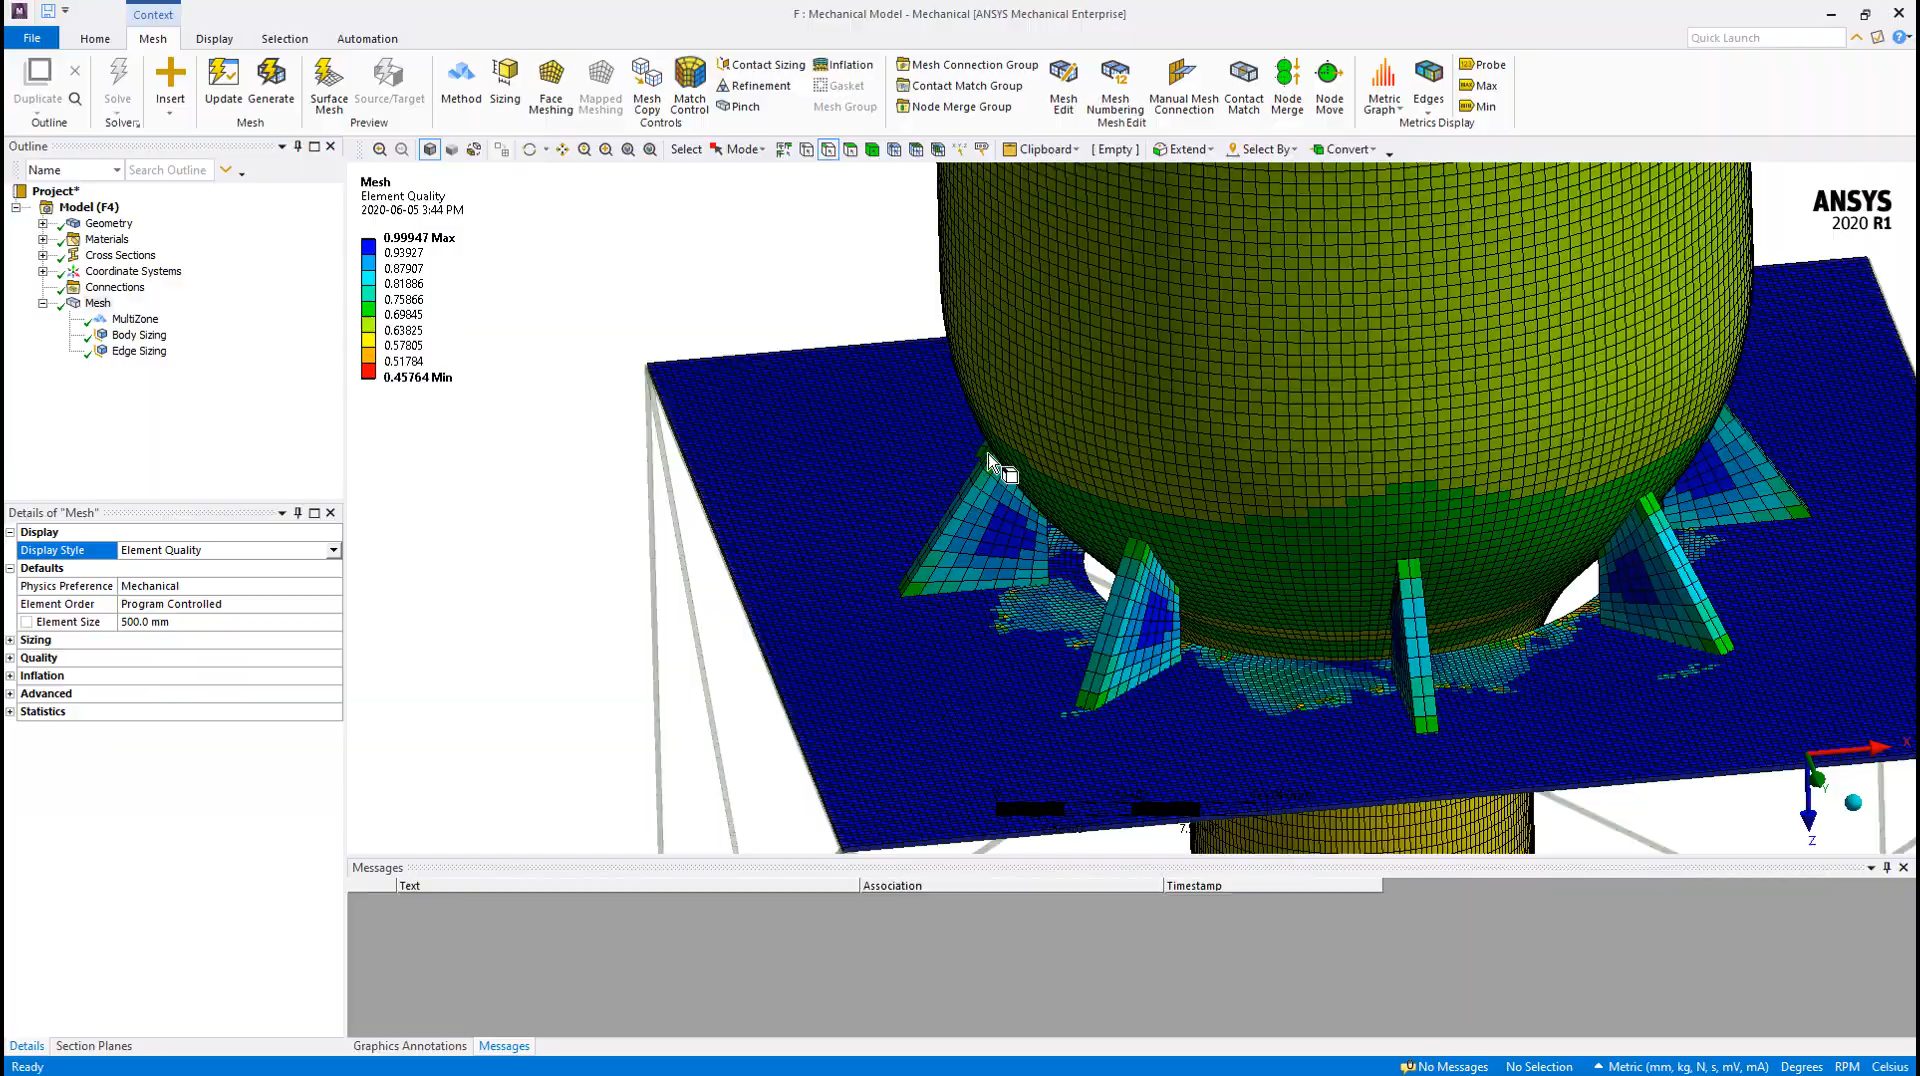 Context
F : Mechanical Model - Mechanical [ANSYS Mechanical Enterprise]
File
Home
Mesh
Display
Selection
Automation
Quick Launch
Duplicate
Outline
Solve
Solver
Insert
Update
Generate
Mesh
Surface
Mesh
Source/Target
Preview
Method
Sizing
Face
Meshing
Mapped
Meshing
Mesh
Copy
Match
Control
Contact Sizing
Refinement
Pinch
Inflation
Gasket
Mesh Group
Controls
Mesh Connection Group
Contact Match Group
Node Merge Group
Mesh
Edit
Mesh
Numbering
Manual Mesh
Connection
Contact
Match
Node
Merge
Node
Move
Mesh Edit
Metric
Graph
Edges
Probe
Max
Min
Metrics Display
Outline
Name
Search Outline
Select
Mode
Clipboard
[ Empty ]
Extend
Select By
Convert
Project*
Model (F4)
Geometry
Materials
Cross Sections
Coordinate Systems
Connections
Mesh
MultiZone
Body Sizing
Edge Sizing
Mesh
Element Quality
2020-06-05 3:44 PM
0.99947 Max
0.93927
0.87907
0.81886
0.75866
0.69845
0.63825
0.57805
0.51784
0.45764 Min
ANSYS
2020 R1
X
Y
Z
Details of "Mesh"
Display
Display Style Element Quality
Defaults
Physics Preference Mechanical
Element Order Program Controlled
Element Size 500.0 mm
Sizing
Quality
Inflation
Advanced
Statistics
Messages
Text
Association
Timestamp
Details
Section Planes
Graphics Annotations
Messages
Ready
No Messages
No Selection
Metric (mm, kg, N, s, mV, mA)
Degrees
RPM
Celsius